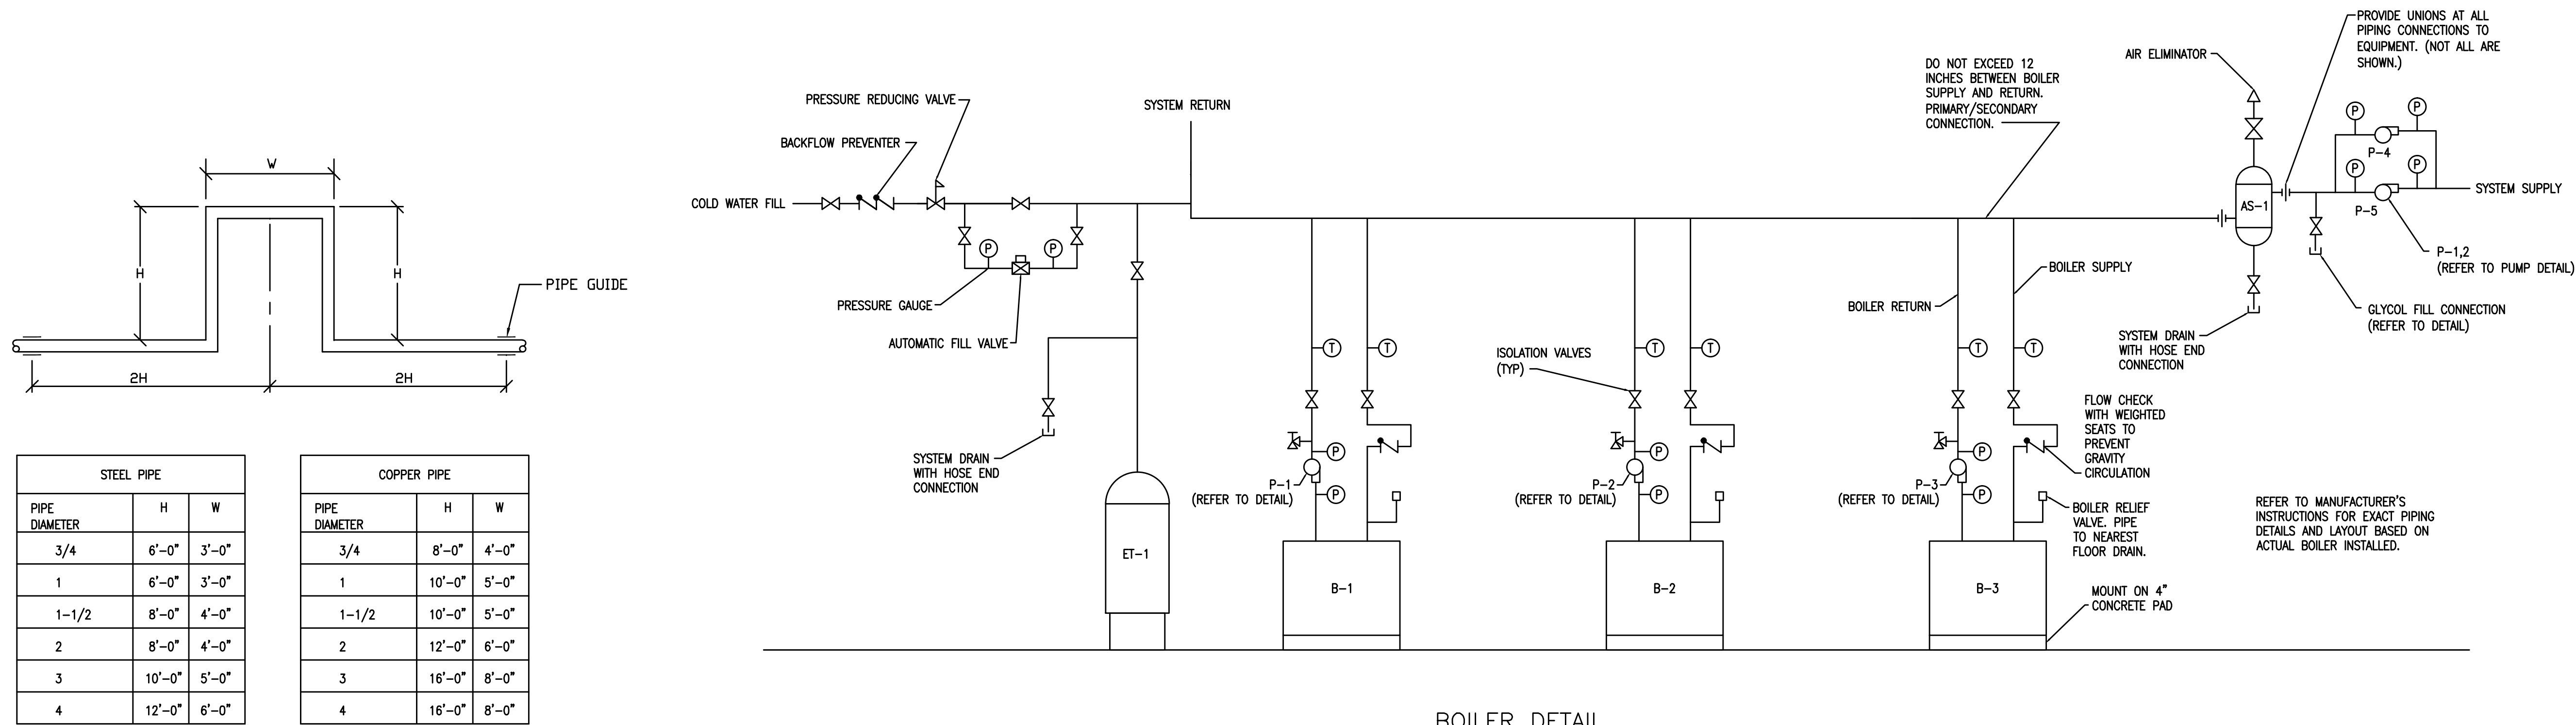 W
H
H
PIPE GUIDE
2H
2H
STEEL PIPE
PIPE DIAMETER H W
3/4 6'-0" 3'-0"
1 6'-0" 3'-0"
1-1/2 8'-0" 4'-0"
2 8'-0" 4'-0"
3 10'-0" 5'-0"
4 12'-0" 6'-0"
COPPER PIPE
PIPE DIAMETER H W
3/4 8'-0" 4'-0"
1 10'-0" 5'-0"
1-1/2 10'-0" 5'-0"
2 12'-0" 6'-0"
3 16'-0" 8'-0"
4 16'-0" 8'-0"
PRESSURE REDUCING VALVE
BACKFLOW PREVENTER
COLD WATER FILL
SYSTEM RETURN
P
P
PRESSURE GAUGE
AUTOMATIC FILL VALVE
SYSTEM DRAIN
WITH HOSE END
CONNECTION
ET-1
T
T
P
P-1
(REFER TO DETAIL)
P
B-1
ISOLATION VALVES
(TYP)
T
T
P
P-2
(REFER TO DETAIL)
P
B-2
DO NOT EXCEED 12
INCHES BETWEEN BOILER
SUPPLY AND RETURN.
PRIMARY/SECONDARY
CONNECTION.
BOILER SUPPLY
BOILER RETURN
T
T
P
P-3
(REFER TO DETAIL)
P
B-3
FLOW CHECK
WITH WEIGHTED
SEATS TO
PREVENT
GRAVITY
CIRCULATION
BOILER RELIEF
VALVE. PIPE
TO NEAREST
FLOOR DRAIN.
MOUNT ON 4"
CONCRETE PAD
AIR ELIMINATOR
PROVIDE UNIONS AT ALL
PIPING CONNECTIONS TO
EQUIPMENT. (NOT ALL ARE
SHOWN.)
P
P
P-4
P
P
P-5
AS-1
SYSTEM SUPPLY
P-1,2
(REFER TO PUMP DETAIL)
GLYCOL FILL CONNECTION
(REFER TO DETAIL)
SYSTEM DRAIN
WITH HOSE END
CONNECTION
REFER TO MANUFACTURER'S
INSTRUCTIONS FOR EXACT PIPING
DETAILS AND LAYOUT BASED ON
ACTUAL BOILER INSTALLED.
BOILER DETAIL